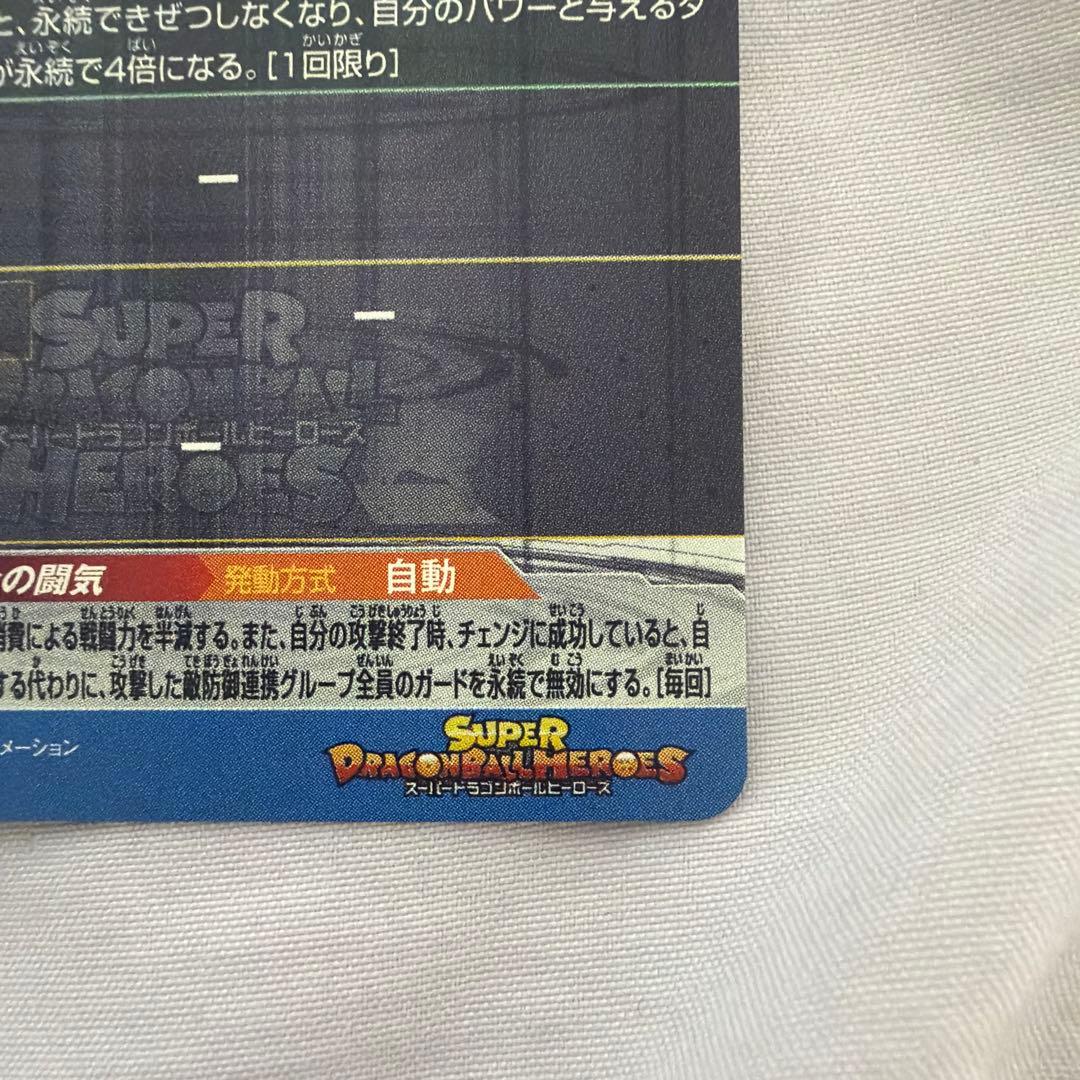 と、永続できぜつしなくなり、自分のパワーと与えるダ
が永続で4倍になる。[1回限り]
SUPER
DRAGON BALL
スーパードラゴンボールヒーローズ
HEROES
の闘気 発動方式 自動
消費による戦闘力を半減する。また、自分の攻撃終了時、チェンジに成功していると、自
する代わりに、攻撃した敵防御連携グループ全員のガードを永続で無効にする。[毎回]
メーション
SUPER
DRAGONBALL HEROES
スーパードラゴンボールヒーローズ